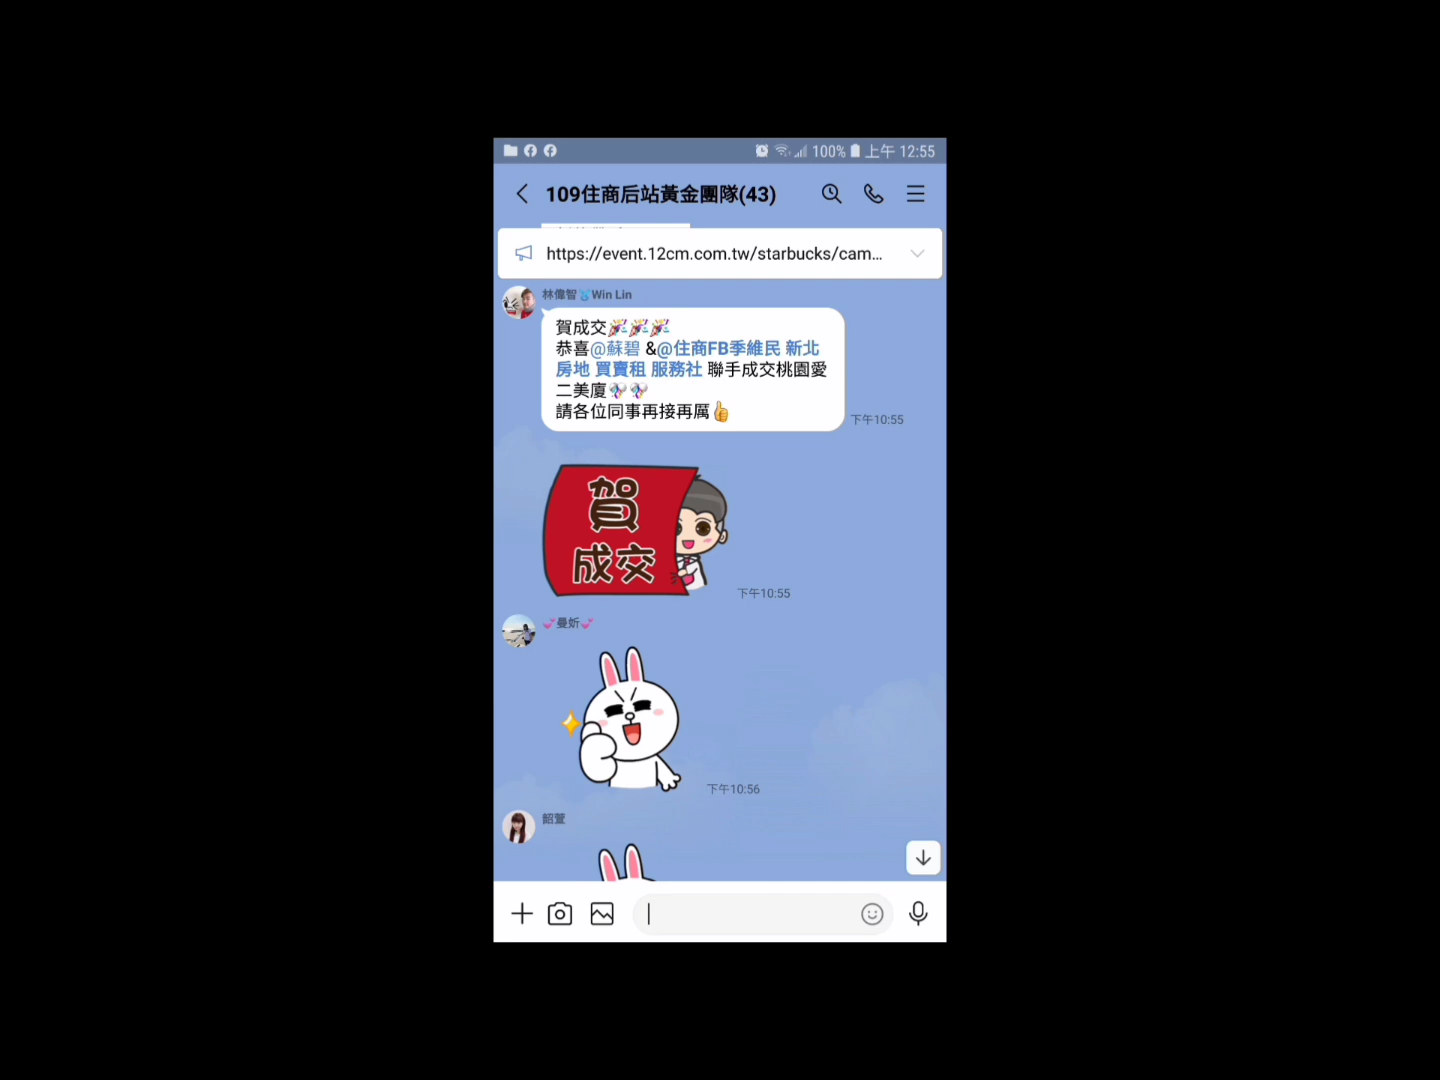 上午 12:55
100%
109住商后站黃金團隊(43)
https://event.12cm.com.tw/starbucks/cam...
林偉智Win Lin
賀成交🎉🎉🎉
恭喜@蘇碧 &@住商FB季維民 新北
房地 買賣租 服務社 聯手成交桃園愛
二美廈🎊🎊
請各位同事再接再厲👍
下午10:55
賀
成交
下午10:55
💞曼妡💞
下午10:56
韶萱